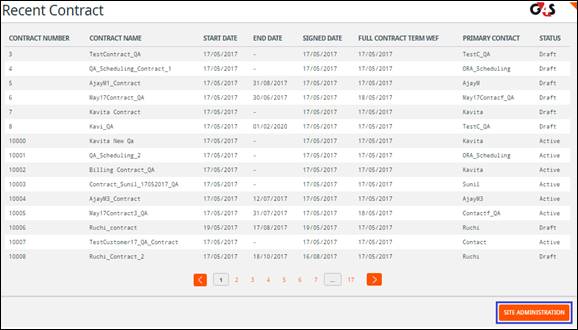 Recent Contract
G4S
CONTRACT NUMBER CONTRACT NAME START DATE END DATE SIGNED DATE FULL CONTRACT TERM WEF PRIMARY CONTACT STATUS
3 TestContract_QA 17/05/2017 - 17/05/2017 17/05/2017 TestC_QA Draft
4 QA_Scheduling_Contract_1 17/05/2017 - 17/05/2017 17/05/2017 ORA_Scheduling Draft
5 AjayM1_Contract 17/05/2017 31/08/2017 17/05/2017 17/05/2017 AjayM Draft
6 May17Contract_QA 17/05/2017 30/06/2017 17/05/2017 18/05/2017 May17Contacf_QA Draft
7 Kavita Contract 17/05/2017 - 17/05/2017 17/05/2017 Kavita Draft
8 Kavi_QA 17/05/2017 01/02/2020 17/05/2017 17/05/2017 TestC_QA Draft
10000 Kavita New Qa 17/05/2017 - 17/05/2017 17/05/2017 Kavita Active
10001 QA_Scheduling_2 17/05/2017 - 17/05/2017 17/05/2017 ORA_Scheduling Active
10002 Billing Contract_QA 17/05/2017 - 17/05/2017 17/05/2017 Kavita Active
10003 Contract_Sunil_17052017_QA 17/05/2017 - 17/05/2017 17/05/2017 Sunil Active
10004 AjayM3_Contract 17/05/2017 12/07/2017 17/05/2017 17/05/2017 AjayM3 Active
10005 May17Contract3_QA 17/05/2017 31/07/2017 17/05/2017 18/05/2017 Contactf_QA Active
10006 Ruchi_contract 19/05/2017 17/08/2017 19/05/2017 19/05/2017 Ruchi Draft
10007 TestCustomer17_QA_Contract 17/05/2017 - 17/05/2017 17/05/2017 Contact Active
10008 Ruchi_Contract_2 17/05/2017 18/10/2017 16/08/2017 17/05/2017 Ruchi Draft
1 2 3 4 5 6 7 ... 17
SITE ADMINISTRATION